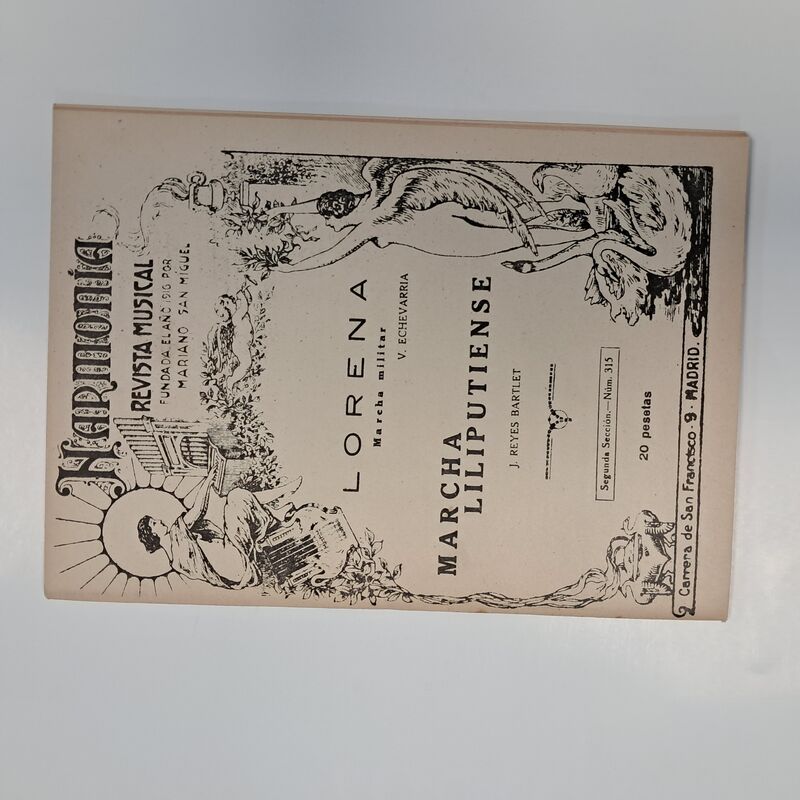 HARMONÍA
REVISTA MUSICAL
FUNDADA EL AÑO 1916 POR
MARIANO SAN MIGUEL
LORENA
Marcha militar
V. ECHEVARRIA
MARCHA
LILIPUTIENSE
J. REYES BARTLET
Segunda Sección.—Núm. 315
20 pesetas
Carrera de San Francisco - 9 - MADRID.